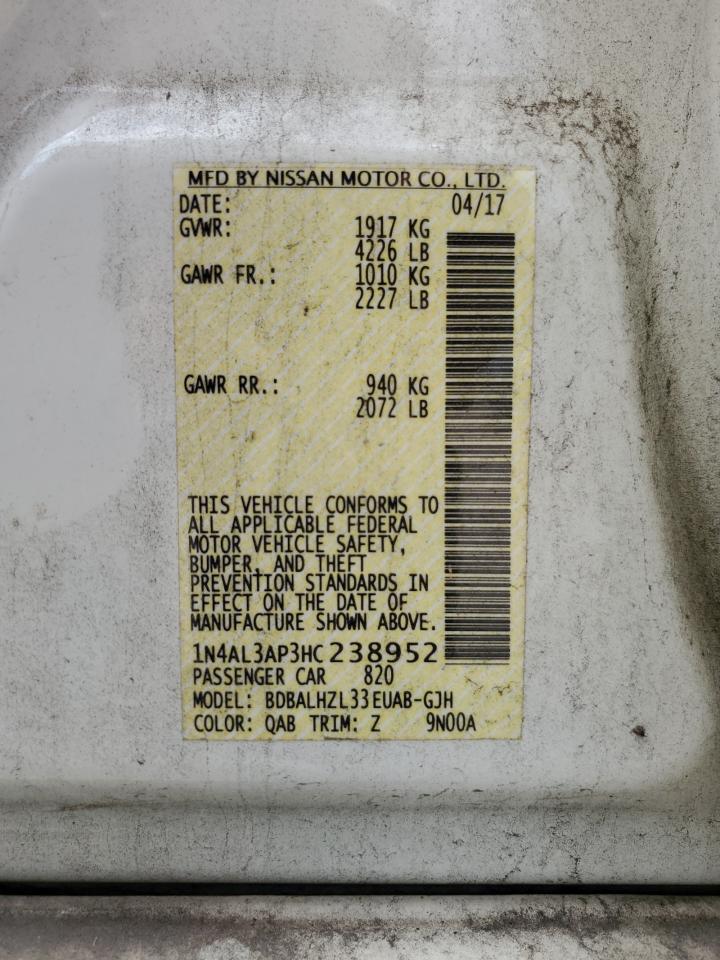 MFD BY NISSAN MOTOR CO., LTD.
DATE: 04/17
GVWR: 1917 KG
4226 LB
GAWR FR.: 1010 KG
2227 LB
GAWR RR.: 940 KG
2072 LB
THIS VEHICLE CONFORMS TO
ALL APPLICABLE FEDERAL
MOTOR VEHICLE SAFETY,
BUMPER, AND THEFT
PREVENTION STANDARDS IN
EFFECT ON THE DATE OF
MANUFACTURE SHOWN ABOVE.
1N4AL3AP3HC238952
PASSENGER CAR 820
MODEL: BDBALHZL33EUAB-GJH
COLOR: QAB TRIM: Z 9N00A